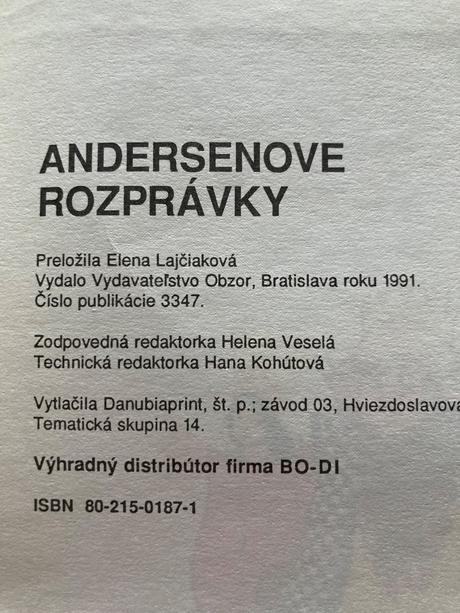 ANDERSENOVE
ROZPRÁVKY
Preložila Elena Lajčiaková
Vydalo Vydavateľstvo Obzor, Bratislava roku 1991.
Číslo publikácie 3347.
Zodpovedná redaktorka Helena Veselá
Technická redaktorka Hana Kohútová
Vytlačila Danubiaprint, št. p.; závod 03, Hviezdoslavova
Tematická skupina 14.
Výhradný distribútor firma BO-DI
ISBN 80-215-0187-1